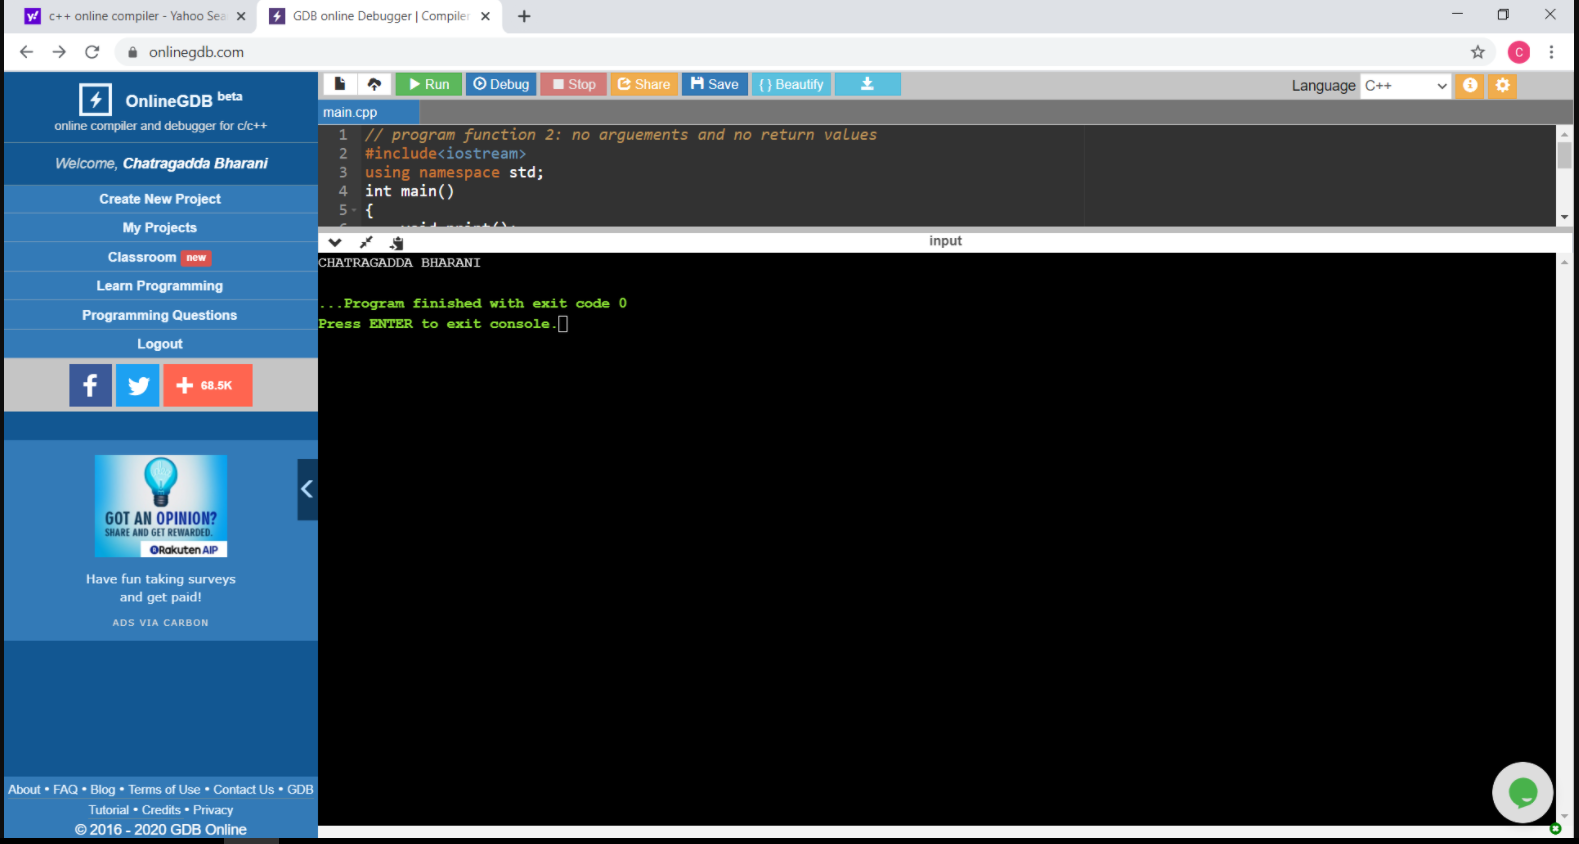 c++ online compiler - Yahoo Sea
GDB online Debugger | Compiler
onlinegdb.com
OnlineGDB beta
online compiler and debugger for c/c++
Welcome, Chatragadda Bharani
Create New Project
My Projects
Classroom new
Learn Programming
Programming Questions
Logout
68.5K
GOT AN OPINION?
SHARE AND GET REWARDED.
Rakuten AIP
Have fun taking surveys
and get paid!
ADS VIA CARBON
About • FAQ • Blog • Terms of Use • Contact Us • GDB
Tutorial • Credits • Privacy
© 2016 - 2020 GDB Online
Run Debug Stop Share Save {} Beautify
Language C++
main.cpp
1 // program function 2: no arguements and no return values
2 #include<iostream>
3 using namespace std;
4 int main()
5 {
6 void print();
input
CHATRAGADDA BHARANI
...Program finished with exit code 0
Press ENTER to exit console.